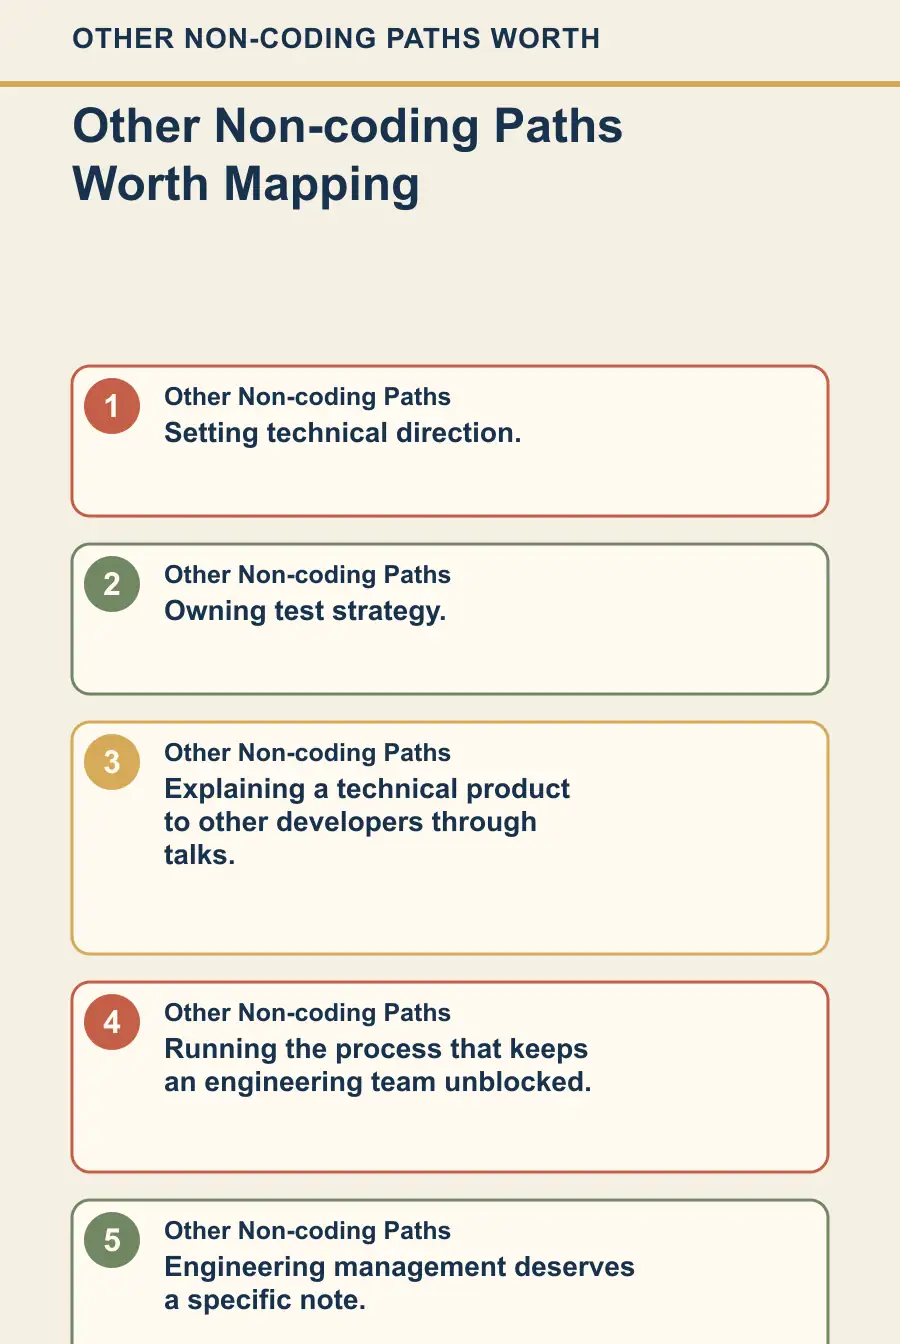 OTHER NON-CODING PATHS WORTH
Other Non-coding Paths
Worth Mapping
1
Other Non-coding Paths
Setting technical direction.
2
Other Non-coding Paths
Owning test strategy.
3
Other Non-coding Paths
Explaining a technical product
to other developers through
talks.
4
Other Non-coding Paths
Running the process that keeps
an engineering team unblocked.
5
Other Non-coding Paths
Engineering management deserves
a specific note.